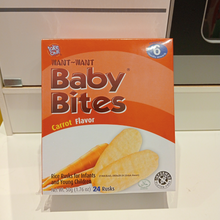 6
WANT-WANT
Baby
Bites
Carrot Flavor
Rice Rusks for Infants
and Young Children
24 Rusks